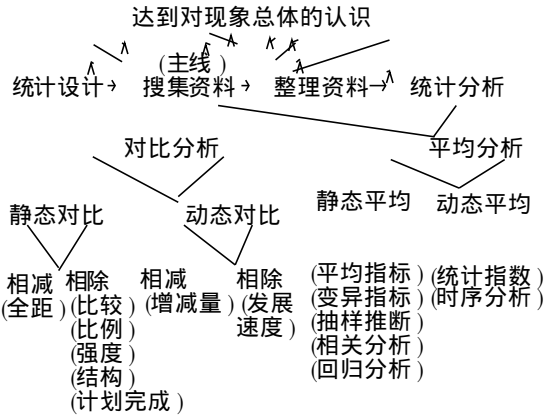 达到对现象总体的认识
(主线)
统计设计→ 搜集资料→ 整理资料→ 统计分析
对比分析 平均分析
静态对比 动态对比 静态平均 动态平均
相减 相除 相减 相除 (平均指标) (统计指数)
(全距) (比较) (增减量) (发展 (变异指标) (时序分析)
(比例) 速度) (抽样推断)
(强度) (相关分析)
(结构) (回归分析)
(计划完成)